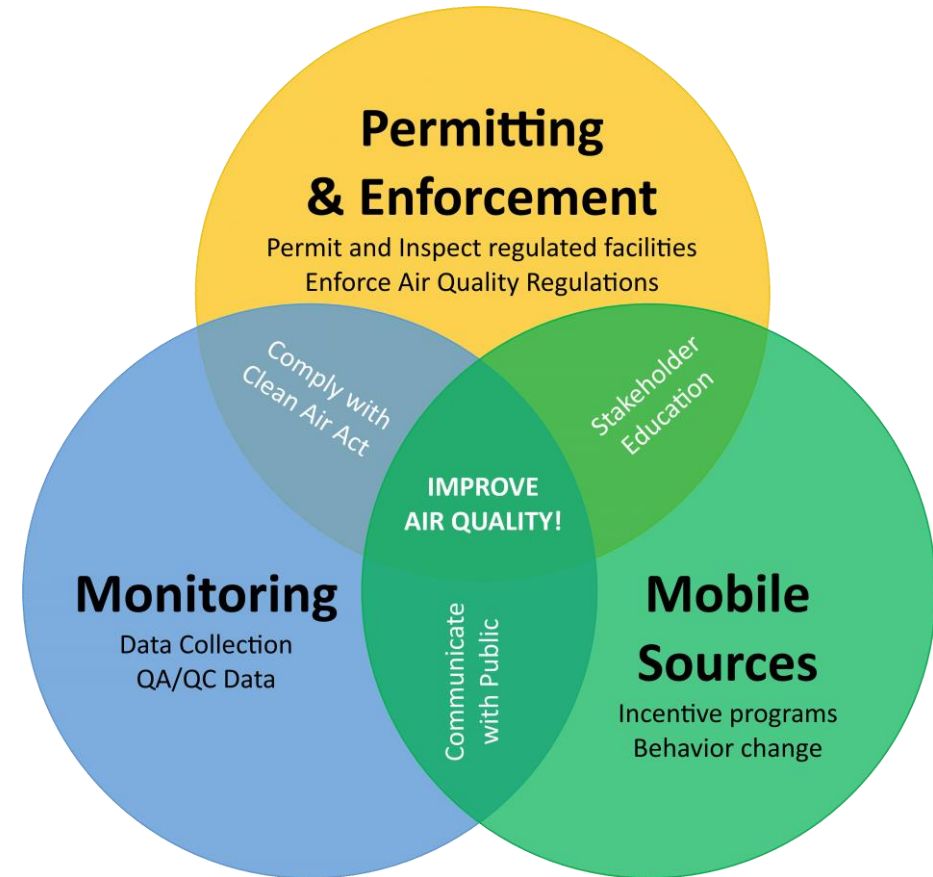 Permitting
& Enforcement
Permit and Inspect regulated facilities
Enforce Air Quality Regulations
Comply with
Clean Air Act
Stakeholder
Education
IMPROVE
AIR QUALITY!
Monitoring
Data Collection
QA/QC Data
Communicate
with Public
Mobile
Sources
Incentive programs
Behavior change